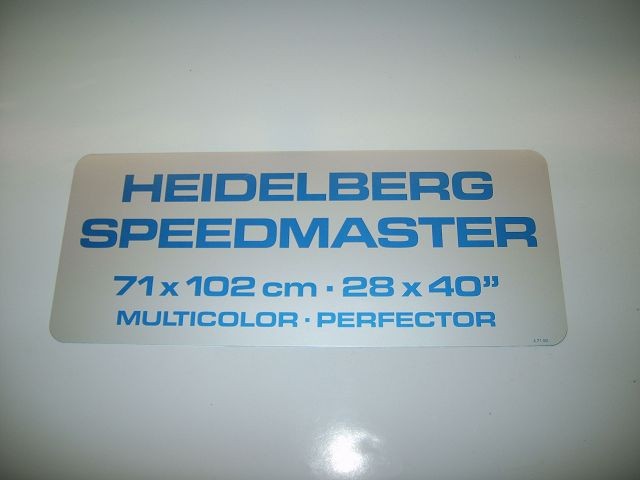 HEIDELBERG
SPEEDMASTER
71 x 102 cm · 28 x 40”
MULTICOLOR · PERFECTOR